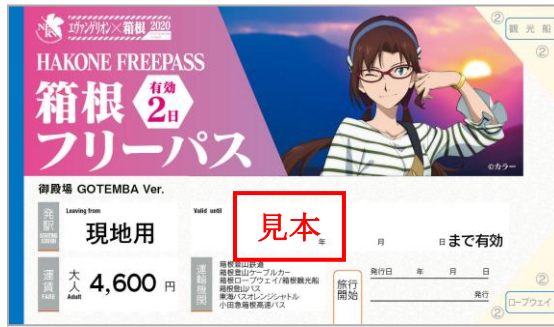 エヴァンゲリオン×箱根 2020
HAKONE FREEPASS
箱根
フリーパス
有効
2日
②
観光船
②
©カラー
御殿場 GOTEMBA Ver.
発駅
Leaving from
現地用
Valid until
見本
年 月 日まで有効
運賃
FARE
大人
Adult
4,600 円
運輸機関
箱根登山鉄道
箱根登山ケーブルカー
箱根ロープウェイ/箱根観光船
箱根登山バス
東海バスオレンジシャトル
小田急箱根高速バス
旅行開始
発行日 年 月 日
発行
②
ロープウェイ
②